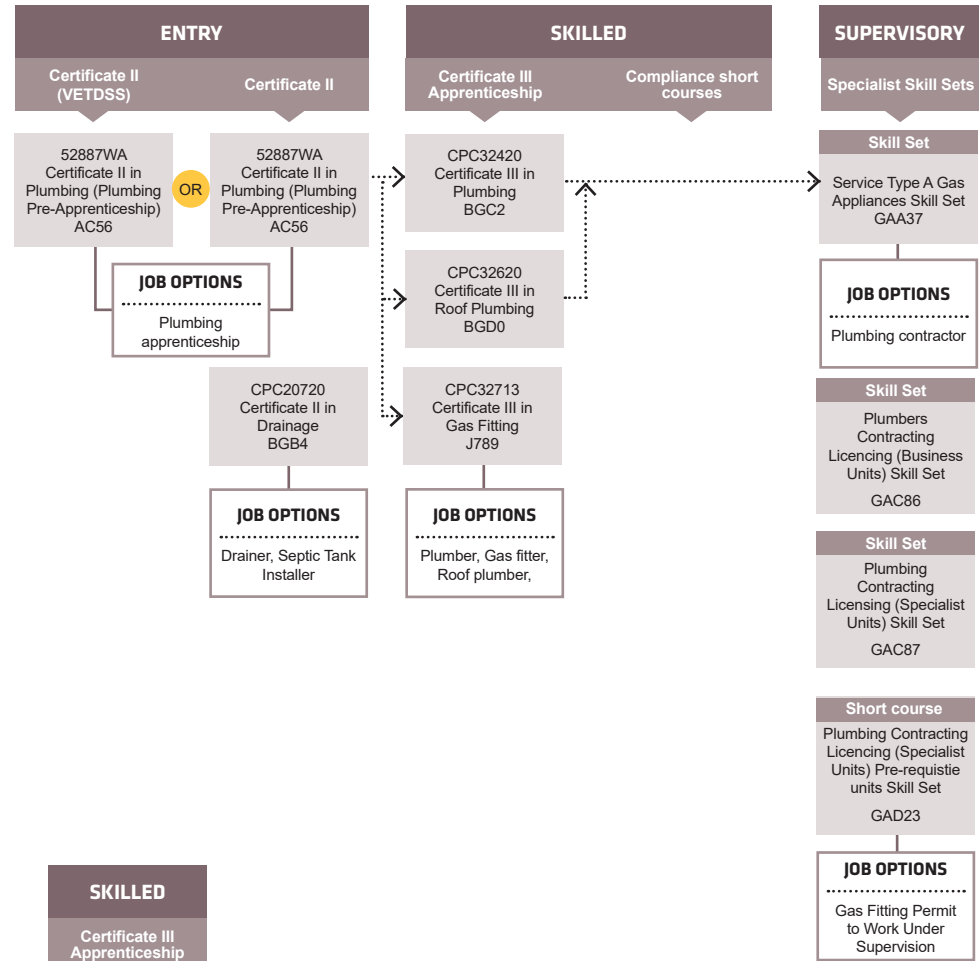 ENTRY
SKILLED
SUPERVISORY
Certificate II
(VETDSS)
Certificate II
Certificate III
Apprenticeship
Compliance short
courses
Specialist Skill Sets
52887WA
Certificate II in
Plumbing (Plumbing
Pre-Apprenticeship)
AC56
OR
52887WA
Certificate II in
Plumbing (Plumbing
Pre-Apprenticeship)
AC56
JOB OPTIONS
Plumbing
apprenticeship
CPC20720
Certificate II in
Drainage
BGB4
JOB OPTIONS
Drainer, Septic Tank
Installer
CPC32420
Certificate III in
Plumbing
BGC2
CPC32620
Certificate III in
Roof Plumbing
BGD0
CPC32713
Certificate III in
Gas Fitting
J789
JOB OPTIONS
Plumber, Gas fitter,
Roof plumber,
Skill Set
Service Type A Gas
Appliances Skill Set
GAA37
JOB OPTIONS
Plumbing contractor
Skill Set
Plumbers
Contracting
Licencing (Business
Units) Skill Set
GAC86
Skill Set
Plumbing
Contracting
Licensing (Specialist
Units) Skill Set
GAC87
Short course
Plumbing Contracting
Licencing (Specialist
Units) Pre-requistie
units Skill Set
GAD23
JOB OPTIONS
Gas Fitting Permit
to Work Under
Supervision
SKILLED
Certificate III
Apprenticeship